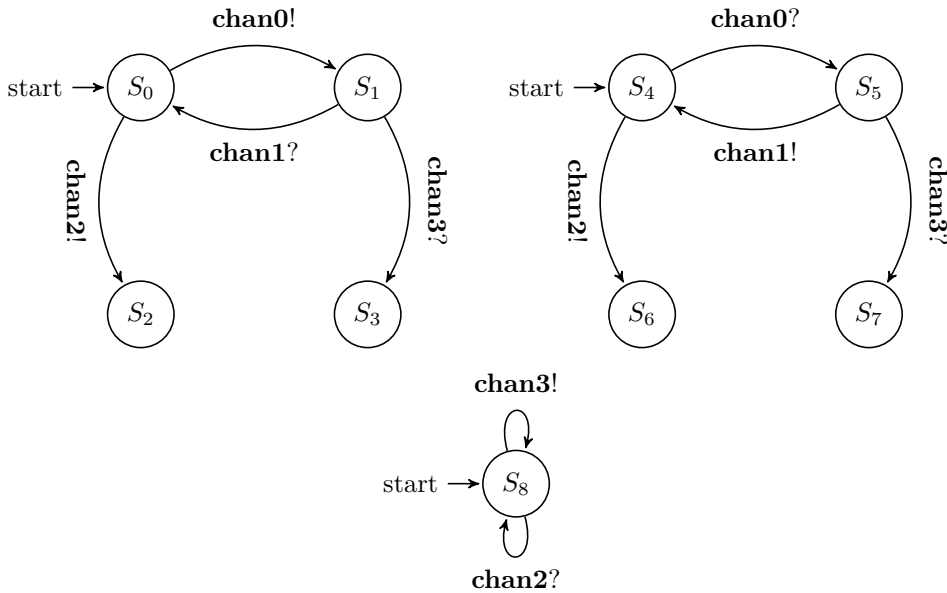 chan0!
chan0?
start
S0
S1
start
S4
S5
chan1?
chan1!
chan2!
chan3?
chan2!
chan3?
S2
S3
S6
S7
chan3!
start
S8
chan2?